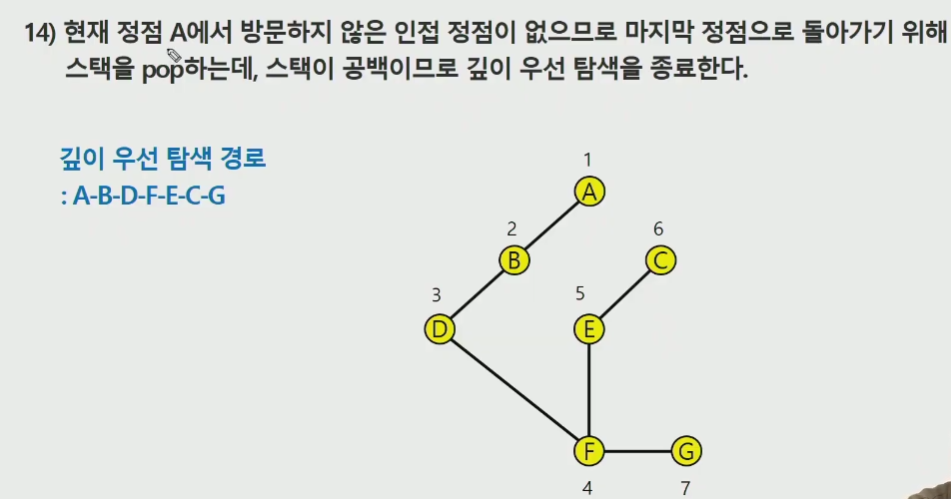 14) 현재 정점 A에서 방문하지 않은 인접 정점이 없으므로 마지막 정점으로 돌아가기 위해
스택을 pop하는데, 스택이 공백이므로 깊이 우선 탐색을 종료한다.
깊이 우선 탐색 경로
: A-B-D-F-E-C-G
1
A
2
6
B
C
3
5
D
E
F
G
4
7